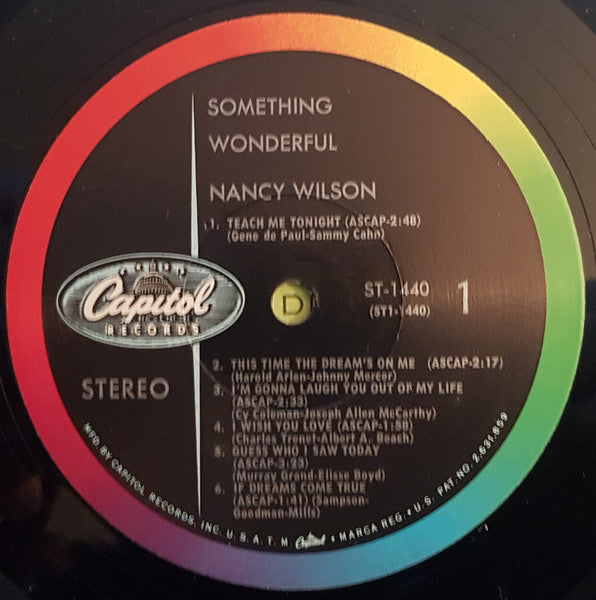 SOMETHING
WONDERFUL
NANCY WILSON
1. TEACH ME TONIGHT (ASCAP-2:48)
(Gene de Paul-Sammy Cahn)
Capitol
RECORDS
STEREO
D
ST-1440
(ST1-1440)
1
2. THIS TIME THE DREAM'S ON ME (ASCAP-2:17)
(Harold Arlen-Johnny Mercer)
3. I'M GONNA LAUGH YOU OUT OF MY LIFE
(ASCAP-2:33)
(Cy Coleman-Joseph Allen McCarthy)
4. I WISH YOU LOVE (ASCAP-1:58)
(Charles Trenet-Albert A. Beach)
5. GUESS WHO I SAW TODAY
(ASCAP-3:23)
(Murray Grand-Elisse Boyd)
6. IF DREAMS COME TRUE
(ASCAP-1:41) (Sampson-
Goodman-Mills)
MFD. BY CAPITOL RECORDS, INC. U.S.A. T.M. Capitol • MARCA REG. • U.S. PAT. NO. 2,631,859